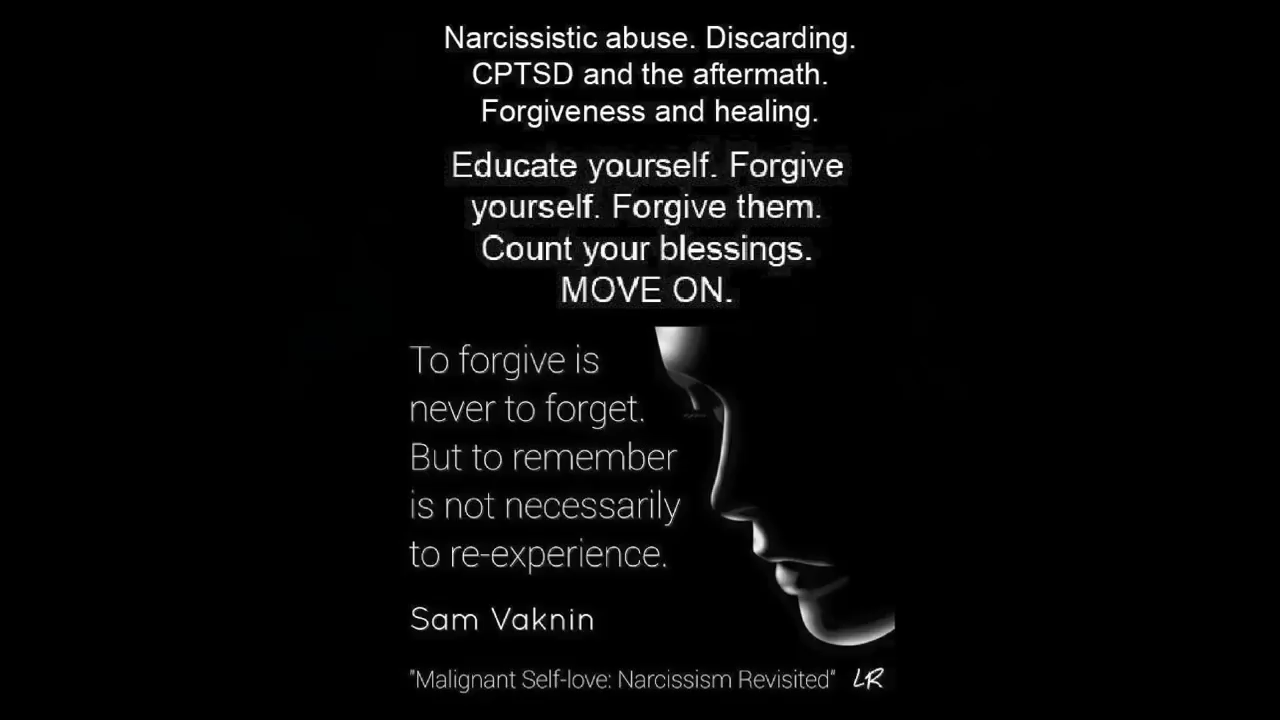 Narcissistic abuse. Discarding.
CPTSD and the aftermath.
Forgiveness and healing.
Educate yourself. Forgive
yourself. Forgive them.
Count your blessings.
MOVE ON.
To forgive is
never to forget.
But to remember
is not necessarily
to re-experience.
Sam Vaknin
"Malignant Self-love: Narcissism Revisited" LR